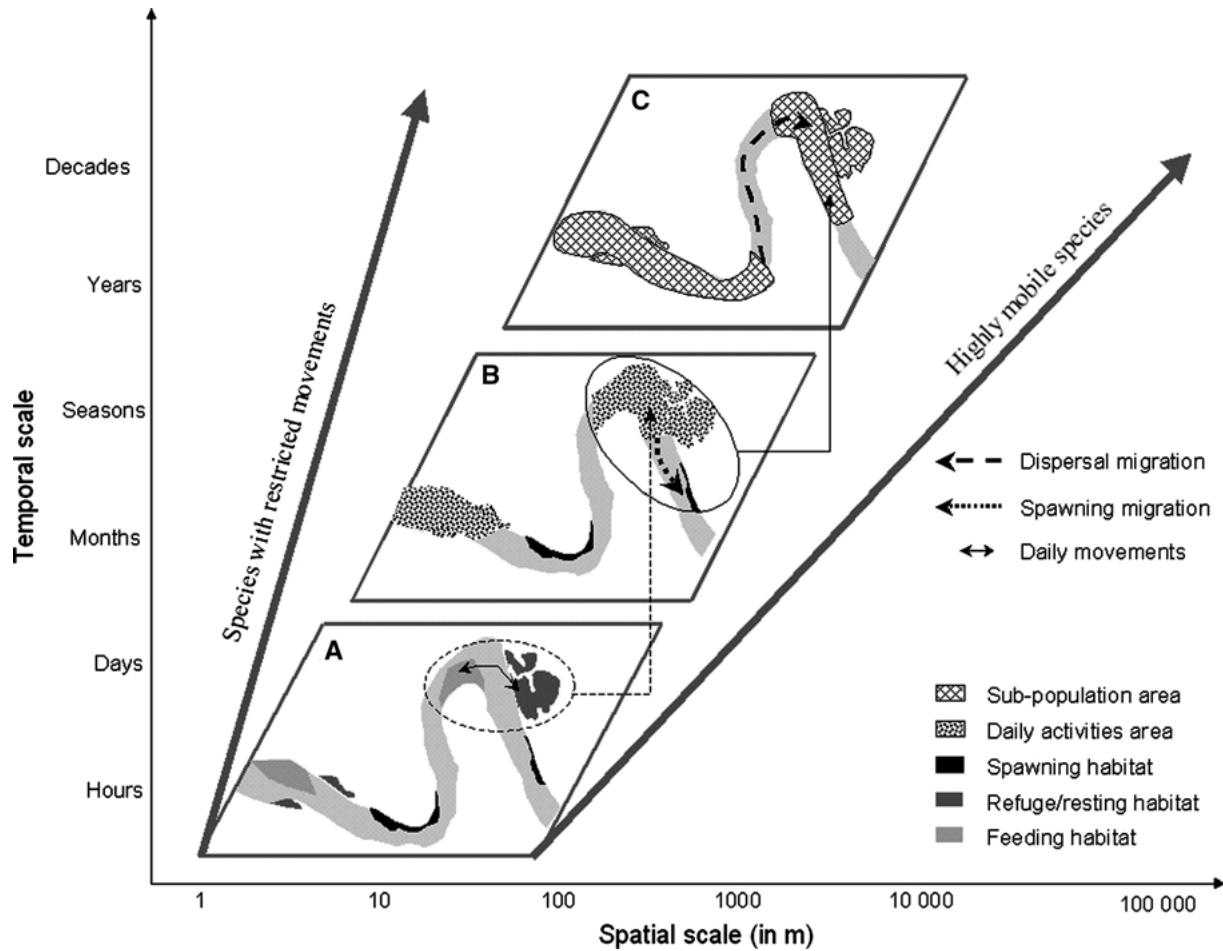 Temporal scale
Decades
Years
Seasons
Months
Days
Hours
C
B
A
Species with restricted movements
Highly mobile species
Dispersal migration
Spawning migration
Daily movements
Sub-population area
Daily activities area
Spawning habitat
Refuge/resting habitat
Feeding habitat
1
10
100
1000
10 000
100 000
Spatial scale (in m)